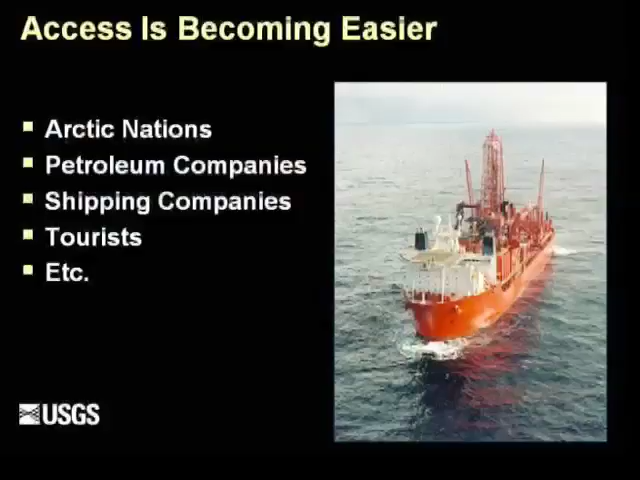 Access Is Becoming Easier
Arctic Nations
Petroleum Companies
Shipping Companies
Tourists
Etc.
USGS